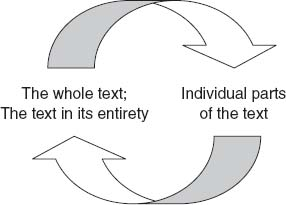 The whole text;
The text in its entirety
Individual parts
of the text